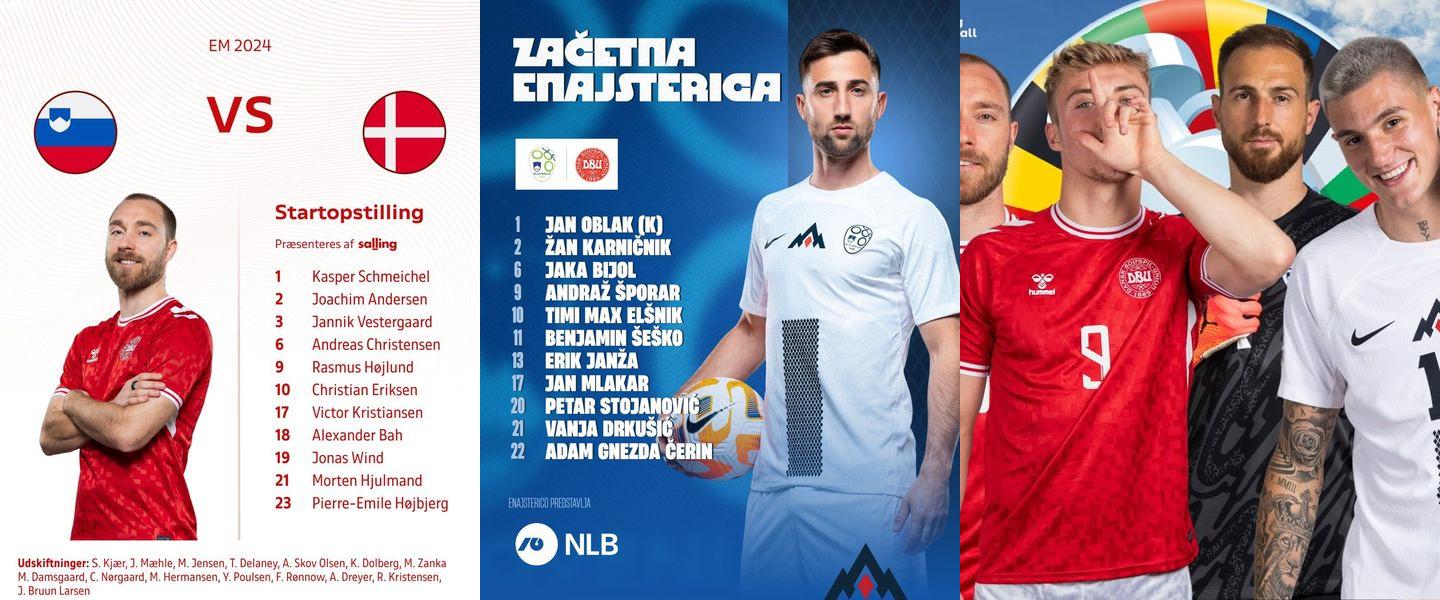 EM 2024
VS
Startopstilling
Præsenteres af salling
1 Kasper Schmeichel
2 Joachim Andersen
3 Jannik Vestergaard
6 Andreas Christensen
9 Rasmus Højlund
10 Christian Eriksen
17 Victor Kristiansen
18 Alexander Bah
19 Jonas Wind
21 Morten Hjulmand
23 Pierre-Emile Højbjerg
Udskiftninger: S. Kjær, J. Mæhle, M. Jensen, T. Delaney, A. Skov Olsen, K. Dolberg, M. Zanka
M. Damsgaard, C. Nørgaard, M. Hermansen, Y. Poulsen, F. Rønnow, A. Dreyer, R. Kristensen,
J. Bruun Larsen
ZAČETNA
ENAJSTERICA
DBU
1 JAN OBLAK (K)
2 ŽAN KARNIČNIK
6 JAKA BIJOL
9 ANDRAŽ ŠPORAR
10 TIMI MAX ELŠNIK
11 BENJAMIN ŠEŠKO
13 ERIK JANŽA
17 JAN MLAKAR
20 PETAR STOJANOVIĆ
21 VANJA DRKUŠIĆ
22 ADAM GNEZDA ČERIN
ENAJSTERICO PREDSTAVLJA
NLB
all
hummel
DBU
9